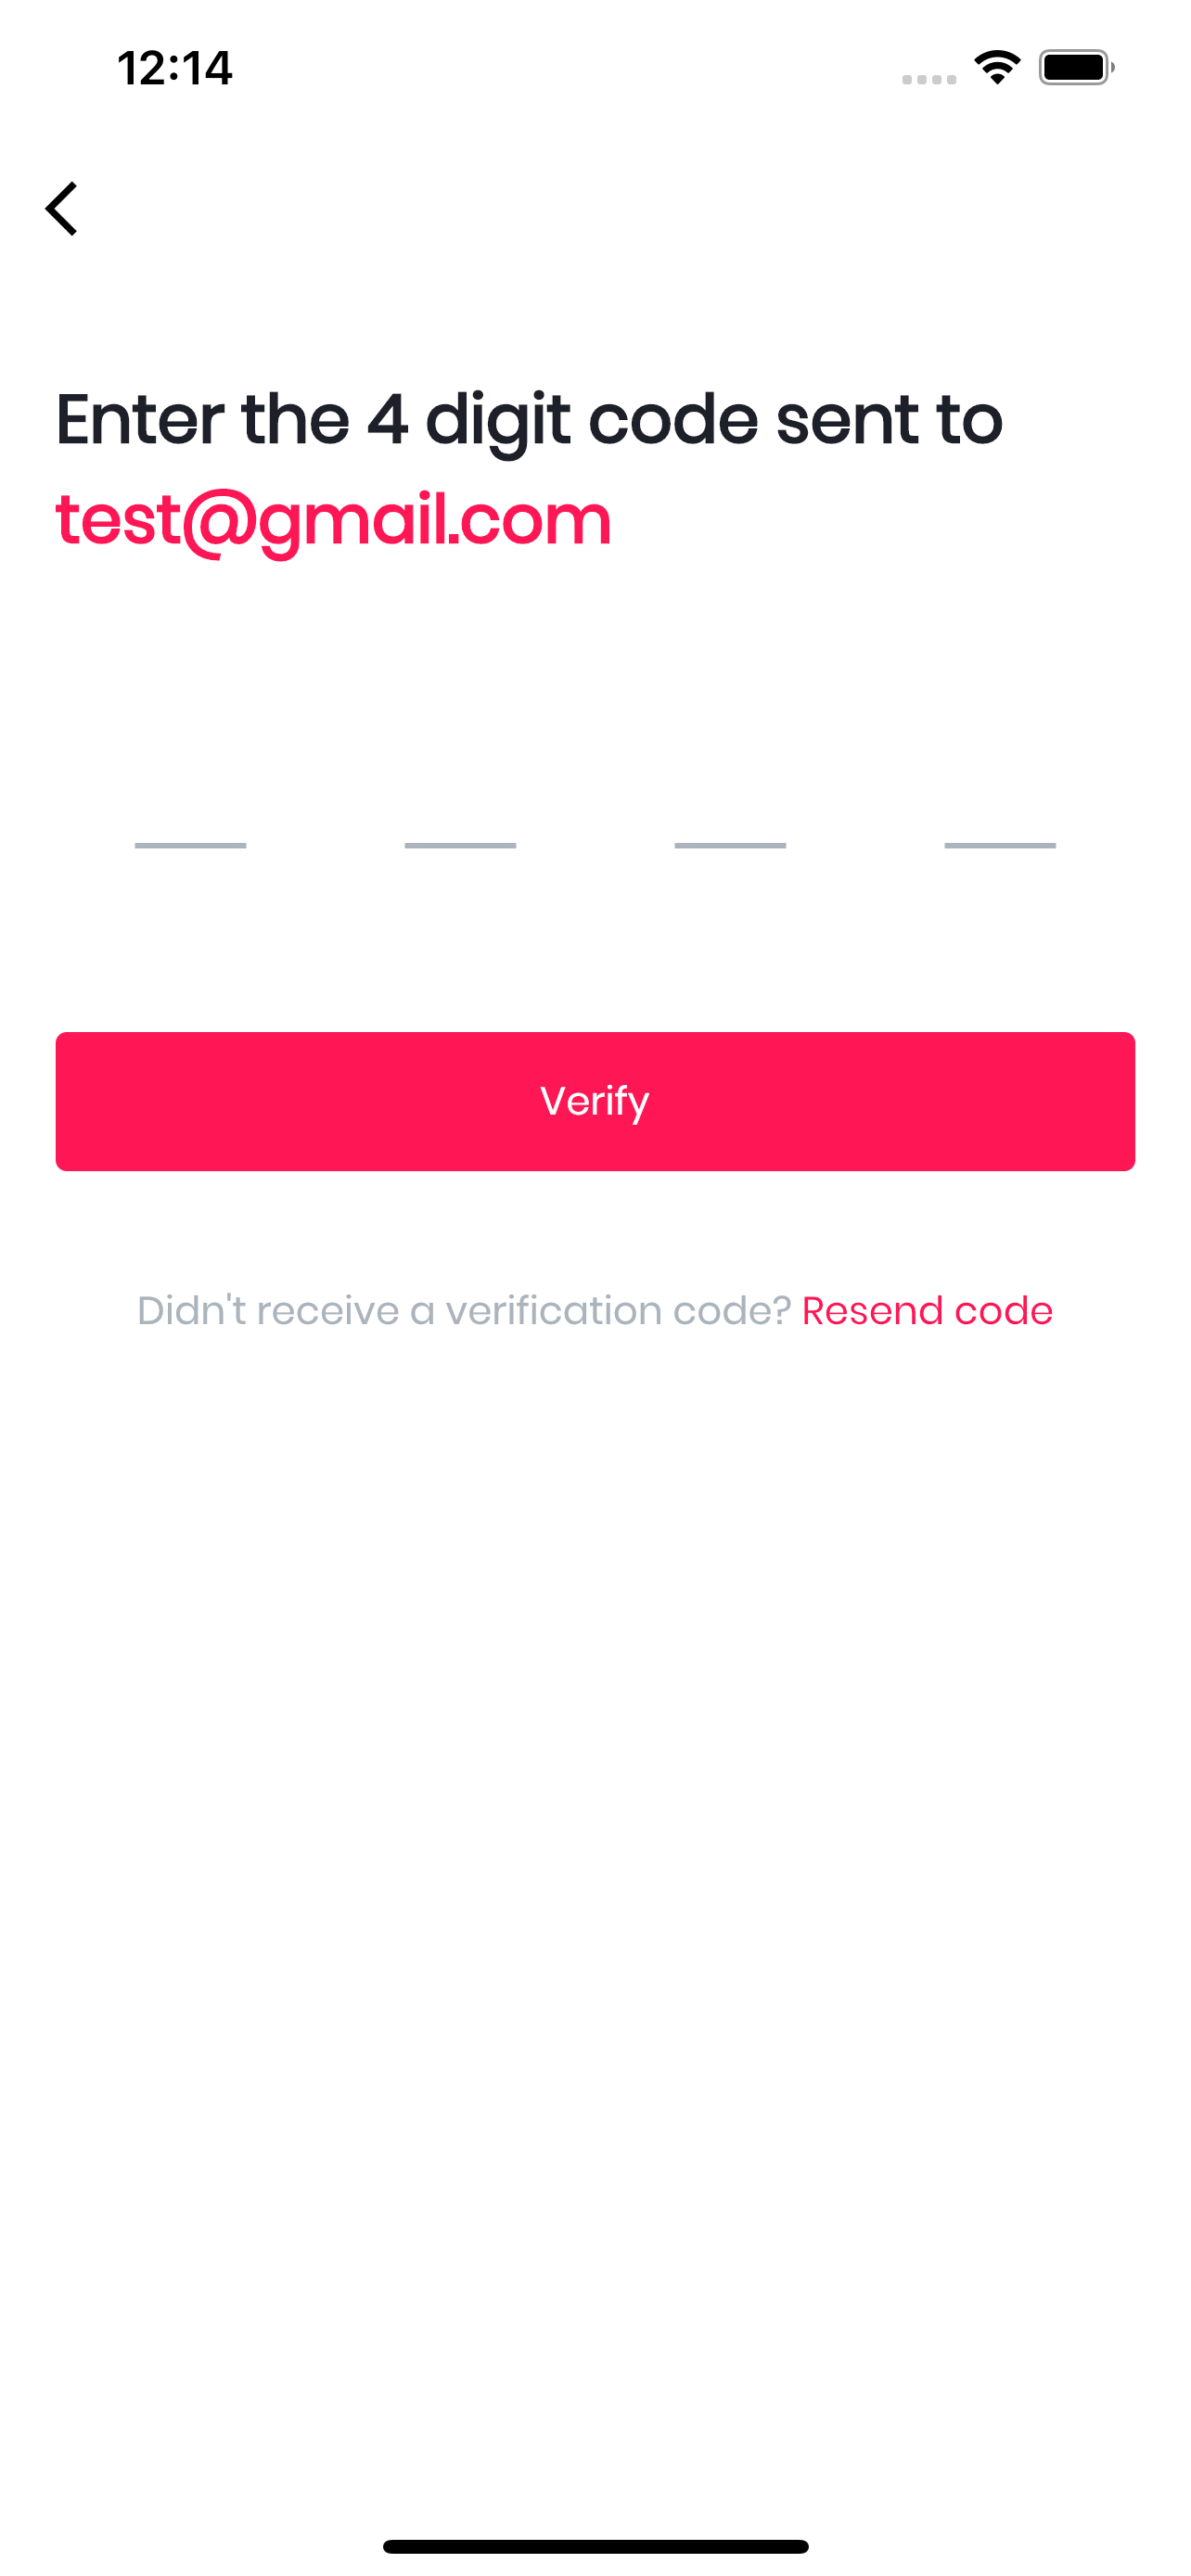 12:14
Enter the 4 digit code sent to
test@gmail.com
Verify
Didn't receive a verification code? Resend code